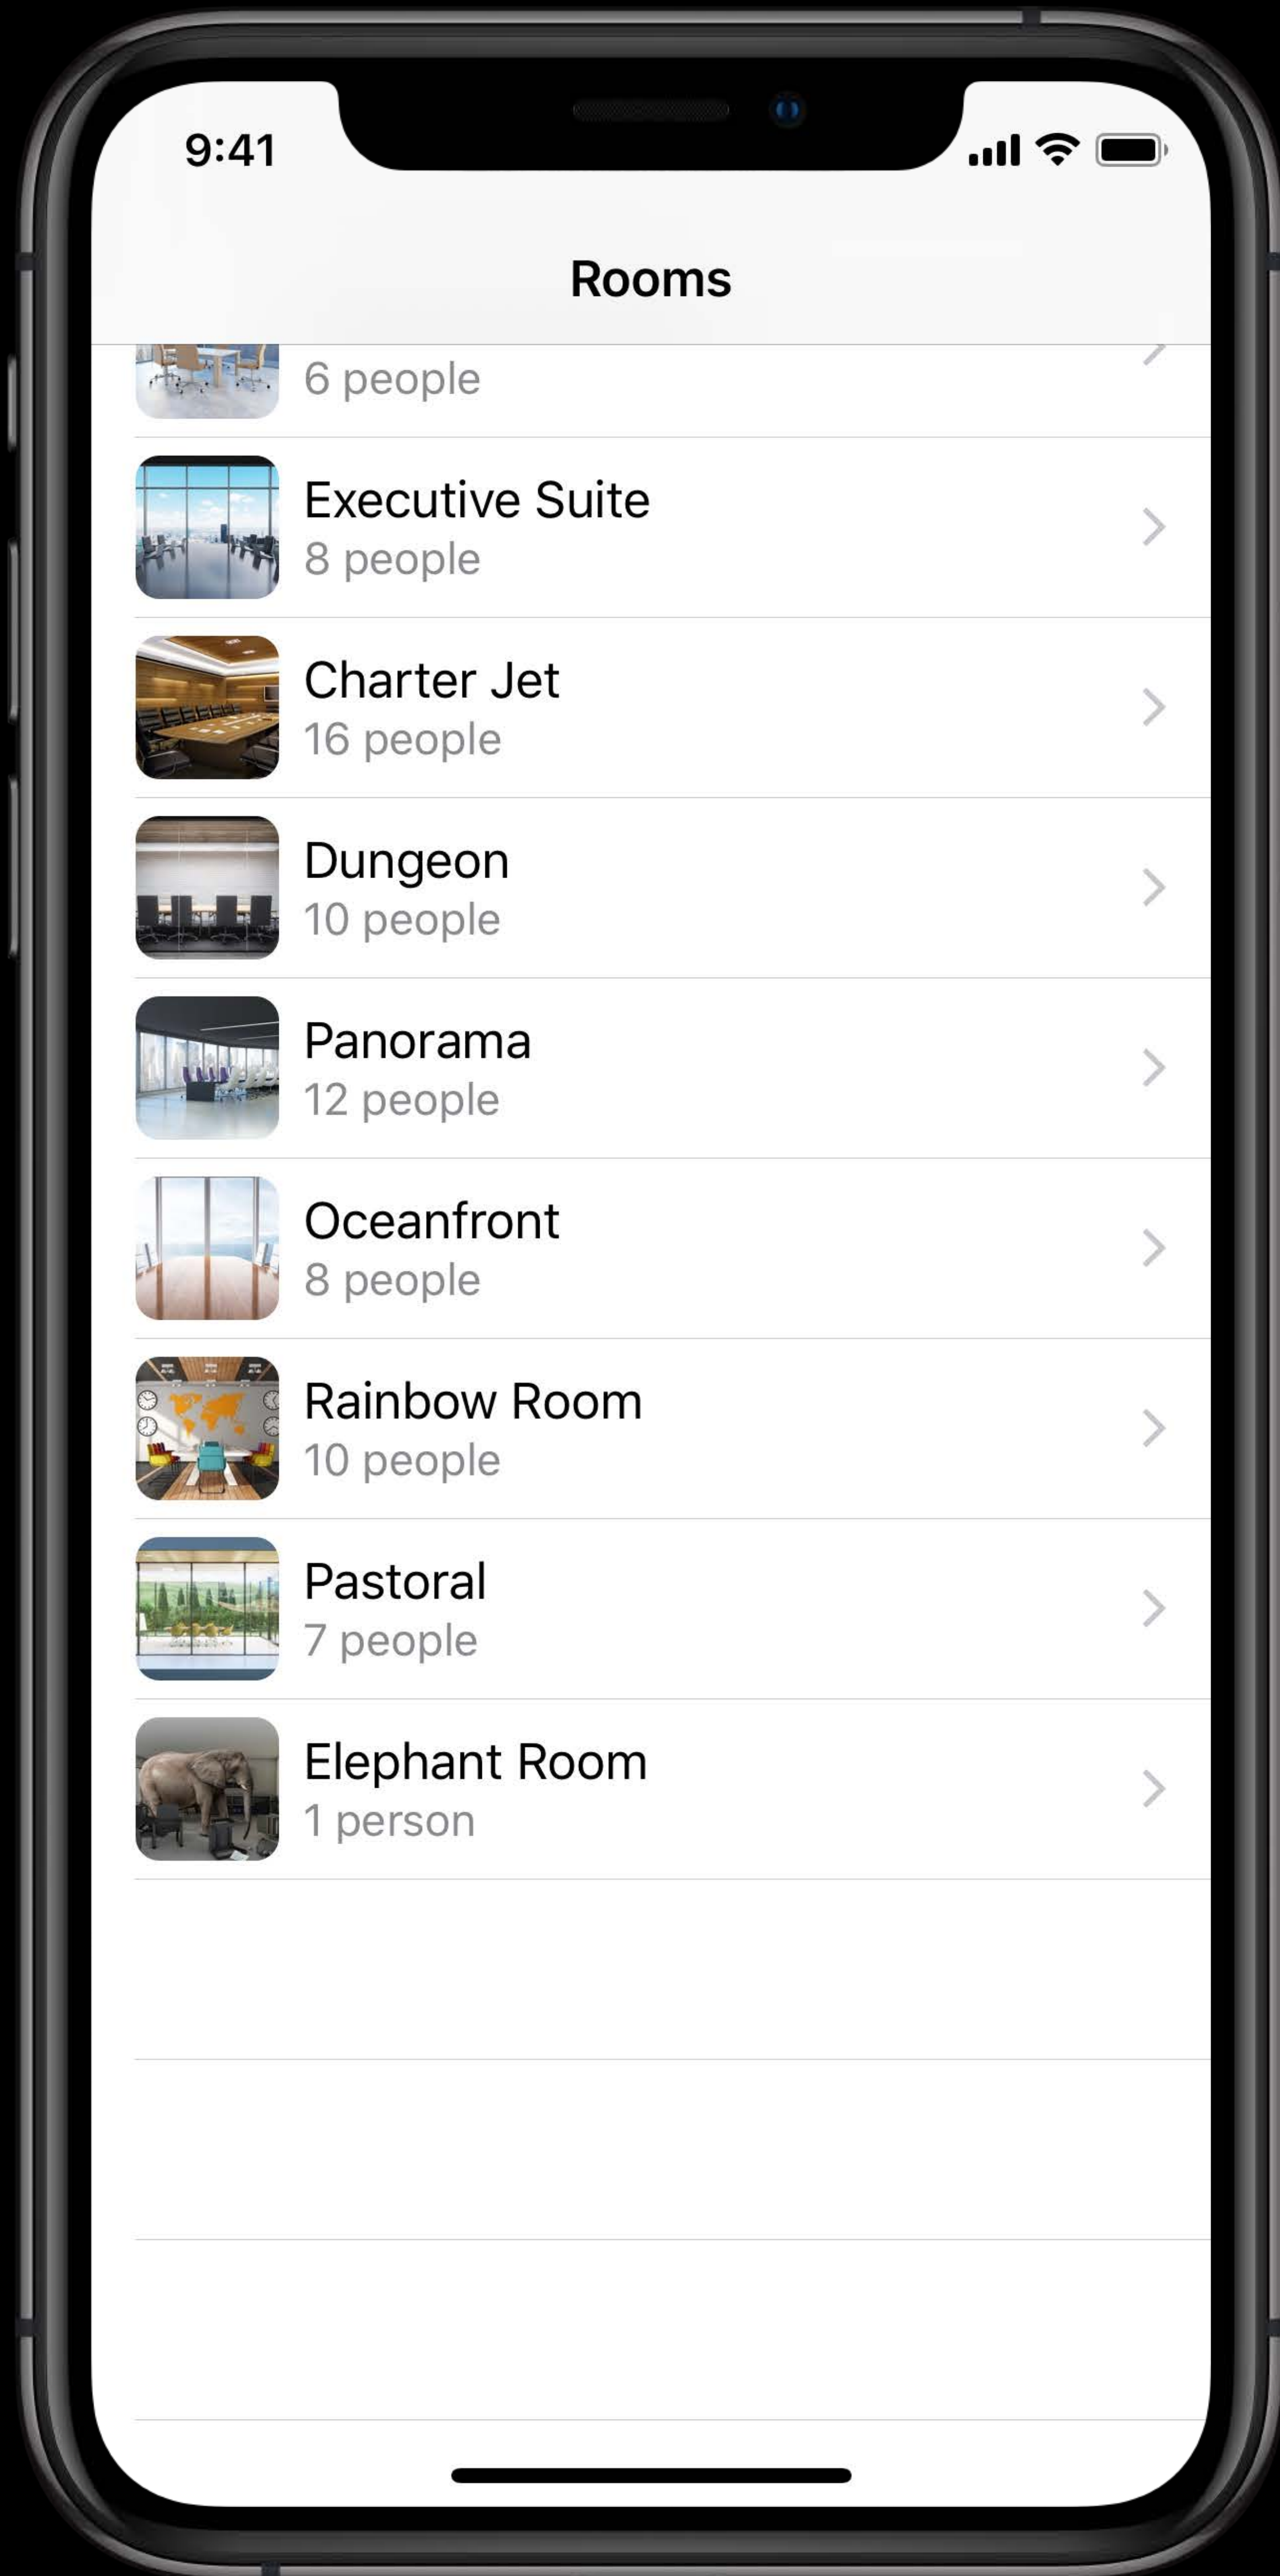 9:41
Rooms
6 people
Executive Suite
8 people
Charter Jet
16 people
Dungeon
10 people
Panorama
12 people
Oceanfront
8 people
Rainbow Room
10 people
Pastoral
7 people
Elephant Room
1 person